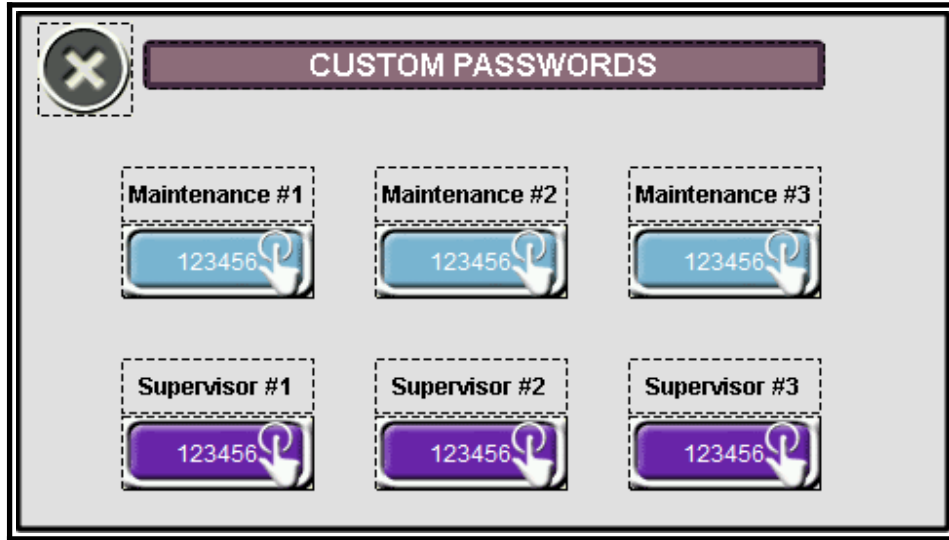 CUSTOM PASSWORDS
Maintenance #1 Maintenance #2 Maintenance #3
123456 123456 123456
Supervisor #1 Supervisor #2 Supervisor #3
123456 123456 123456